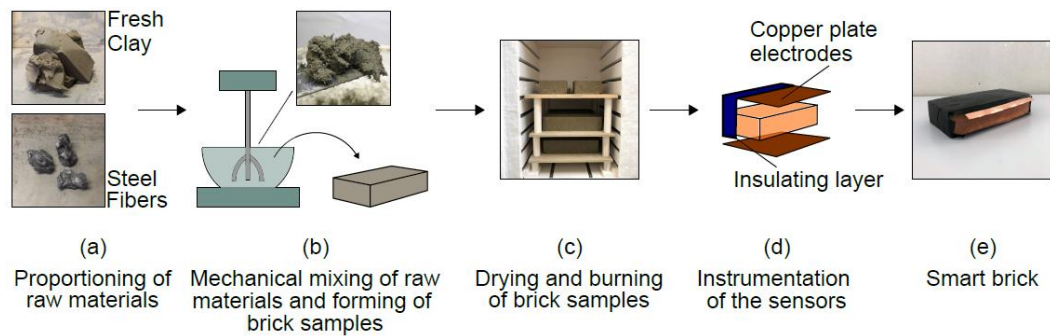 Fresh
Clay
Steel
Fibers
Copper plate
electrodes
Insulating layer
(a)
Proportioning of
raw materials
(b)
Mechanical mixing of raw
materials and forming of
brick samples
(c)
Drying and burning
of brick samples
(d)
Instrumentation
of the sensors
(e)
Smart brick